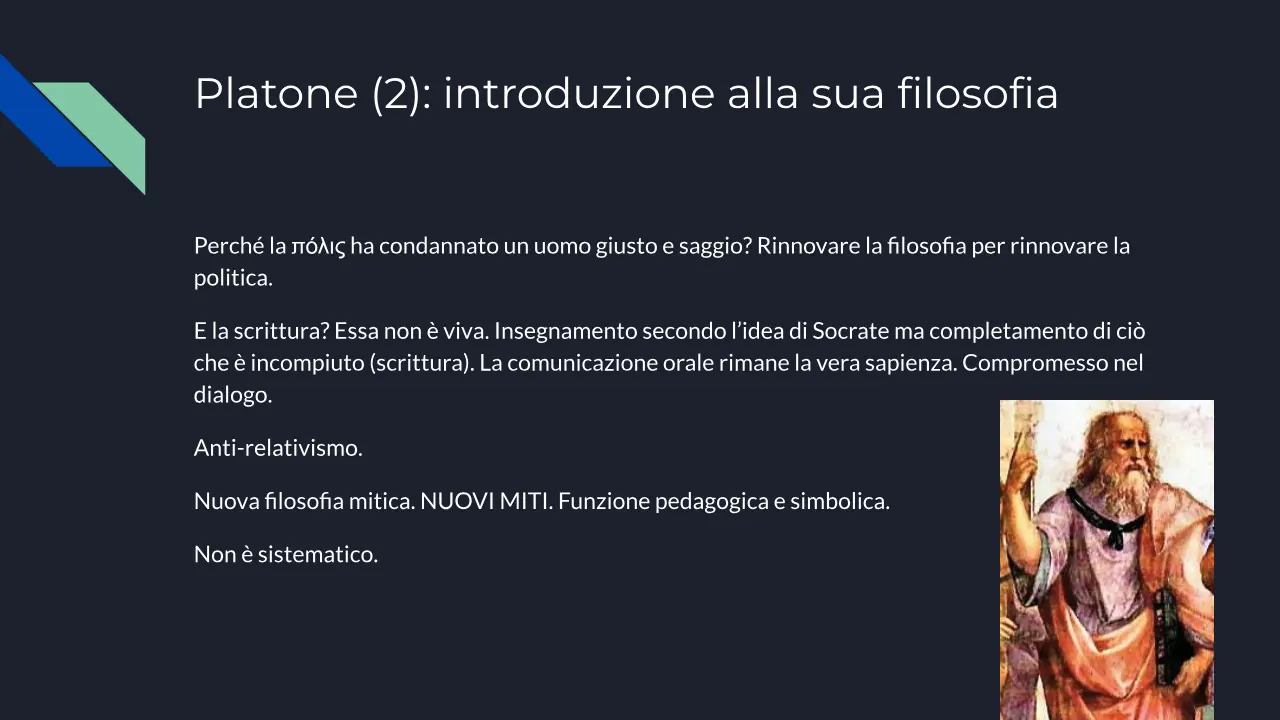 Platone (2): introduzione alla sua filosofia
Perché la πόλις ha condannato un uomo giusto e saggio? Rinnovare la filosofia per rinnovare la
politica.
E la scrittura? Essa non è viva. Insegnamento secondo l’idea di Socrate ma completamento di ciò
che è incompiuto (scrittura). La comunicazione orale rimane la vera sapienza. Compromesso nel
dialogo.
Anti-relativismo.
Nuova filosofia mitica. NUOVI MITI. Funzione pedagogica e simbolica.
Non è sistematico.